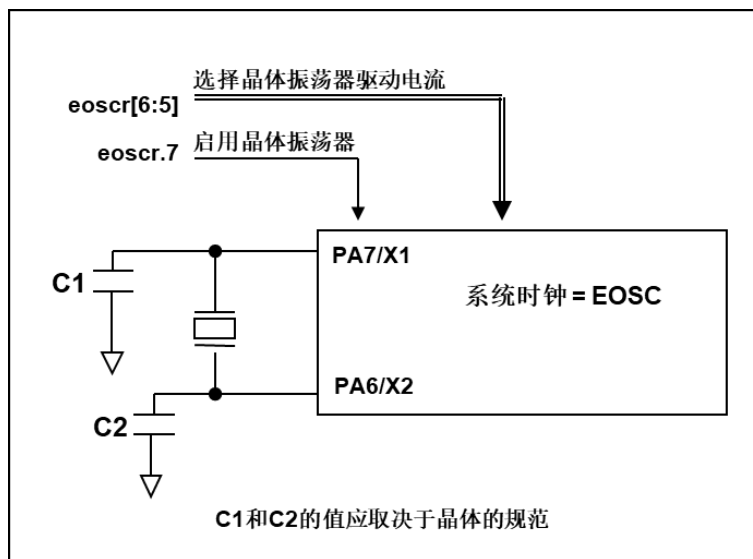 选择晶体振荡器驱动电流
eoscr[6:5]
eoscr.7 启用晶体振荡器
PA7/X1
C1
系统时钟 = EOSC
PA6/X2
C2
C1和C2的值应取决于晶体的规范